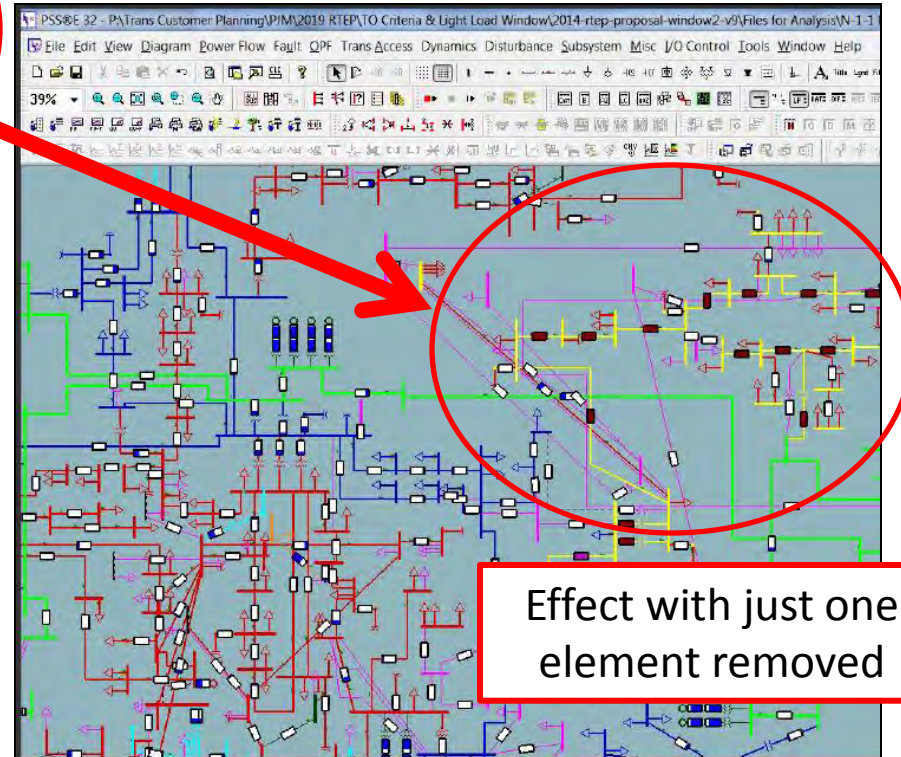 PSS®E 32 - P:\Trans Customer Planning\PJM\2019 RTEP\TO Criteria & Light Load Window\2014-rtep-proposal-window2-v9\Files for Analysis\N-1-1
File Edit View Diagram Power Flow Fault OPF Trans Access Dynamics Disturbance Subsystem Misc I/O Control Tools Window Help
39%
Effect with just one
element removed